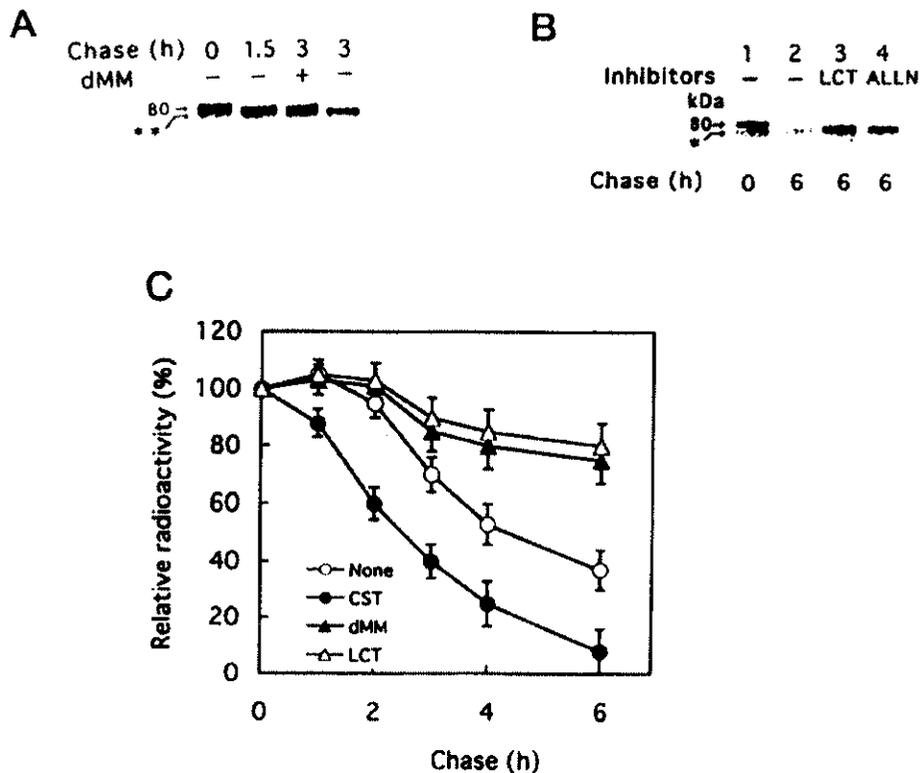 A
Chase (h) 0 1.5 3 3
dMM - - + -
80→
* *
B
1 2 3 4
Inhibitors - - LCT ALLN
kDa
80→
*
Chase (h) 0 6 6 6
C
Relative radioactivity (%)
120
100
80
60
40
20
0
None
CST
dMM
LCT
0 2 4 6
Chase (h)